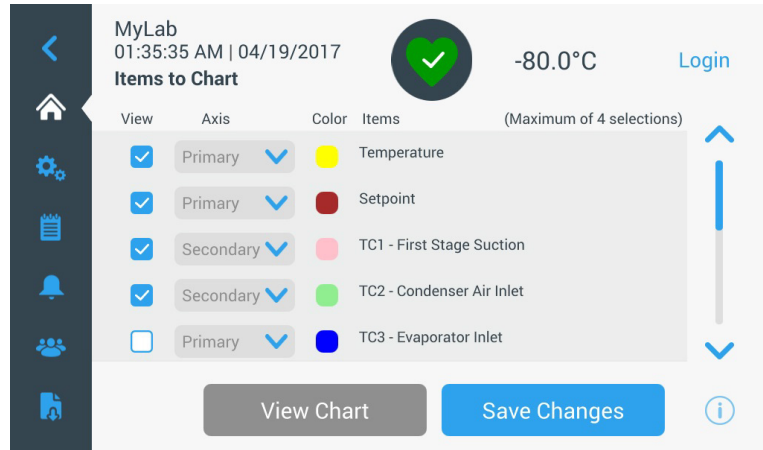 MyLab
01:35:35 AM | 04/19/2017
Items to Chart
-80.0°C
Login
View Axis Color Items (Maximum of 4 selections)
Primary Temperature
Primary Setpoint
Secondary TC1 - First Stage Suction
Secondary TC2 - Condenser Air Inlet
Primary TC3 - Evaporator Inlet
View Chart
Save Changes
i